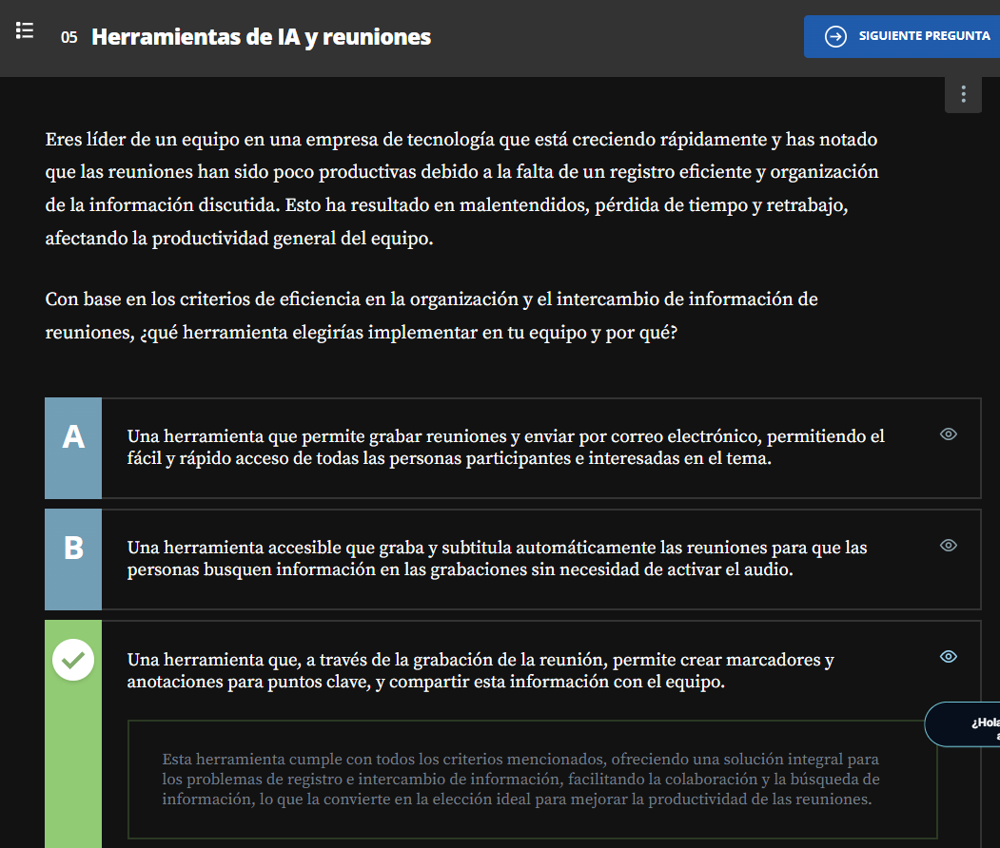 05 Herramientas de IA y reuniones
SIGUIENTE PREGUNTA
Eres líder de un equipo en una empresa de tecnología que está creciendo rápidamente y has notado
que las reuniones han sido poco productivas debido a la falta de un registro eficiente y organización
de la información discutida. Esto ha resultado en malentendidos, pérdida de tiempo y retrabajo,
afectando la productividad general del equipo.
Con base en los criterios de eficiencia en la organización y el intercambio de información de
reuniones, ¿qué herramienta elegirías implementar en tu equipo y por qué?
A
Una herramienta que permite grabar reuniones y enviar por correo electrónico, permitiendo el
fácil y rápido acceso de todas las personas participantes e interesadas en el tema.
B
Una herramienta accesible que graba y subtitula automáticamente las reuniones para que las
personas busquen información en las grabaciones sin necesidad de activar el audio.
Una herramienta que, a través de la grabación de la reunión, permite crear marcadores y
anotaciones para puntos clave, y compartir esta información con el equipo.
¿Hola
Esta herramienta cumple con todos los criterios mencionados, ofreciendo una solución integral para
los problemas de registro e intercambio de información, facilitando la colaboración y la búsqueda de
información, lo que la convierte en la elección ideal para mejorar la productividad de las reuniones.